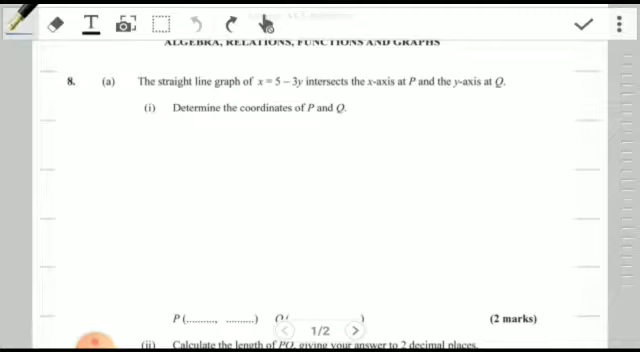 T
ALGEBRA, RELATIONS, FUNCTIONS AND GRAPHS
8. (a) The straight line graph of x = 5 – 3y intersects the x-axis at P and the y-axis at Q.
(i) Determine the coordinates of P and Q.
P (.........., ..........) Q ( )
(2 marks)
1/2
(ii) Calculate the length of PQ, giving your answer to 2 decimal places.